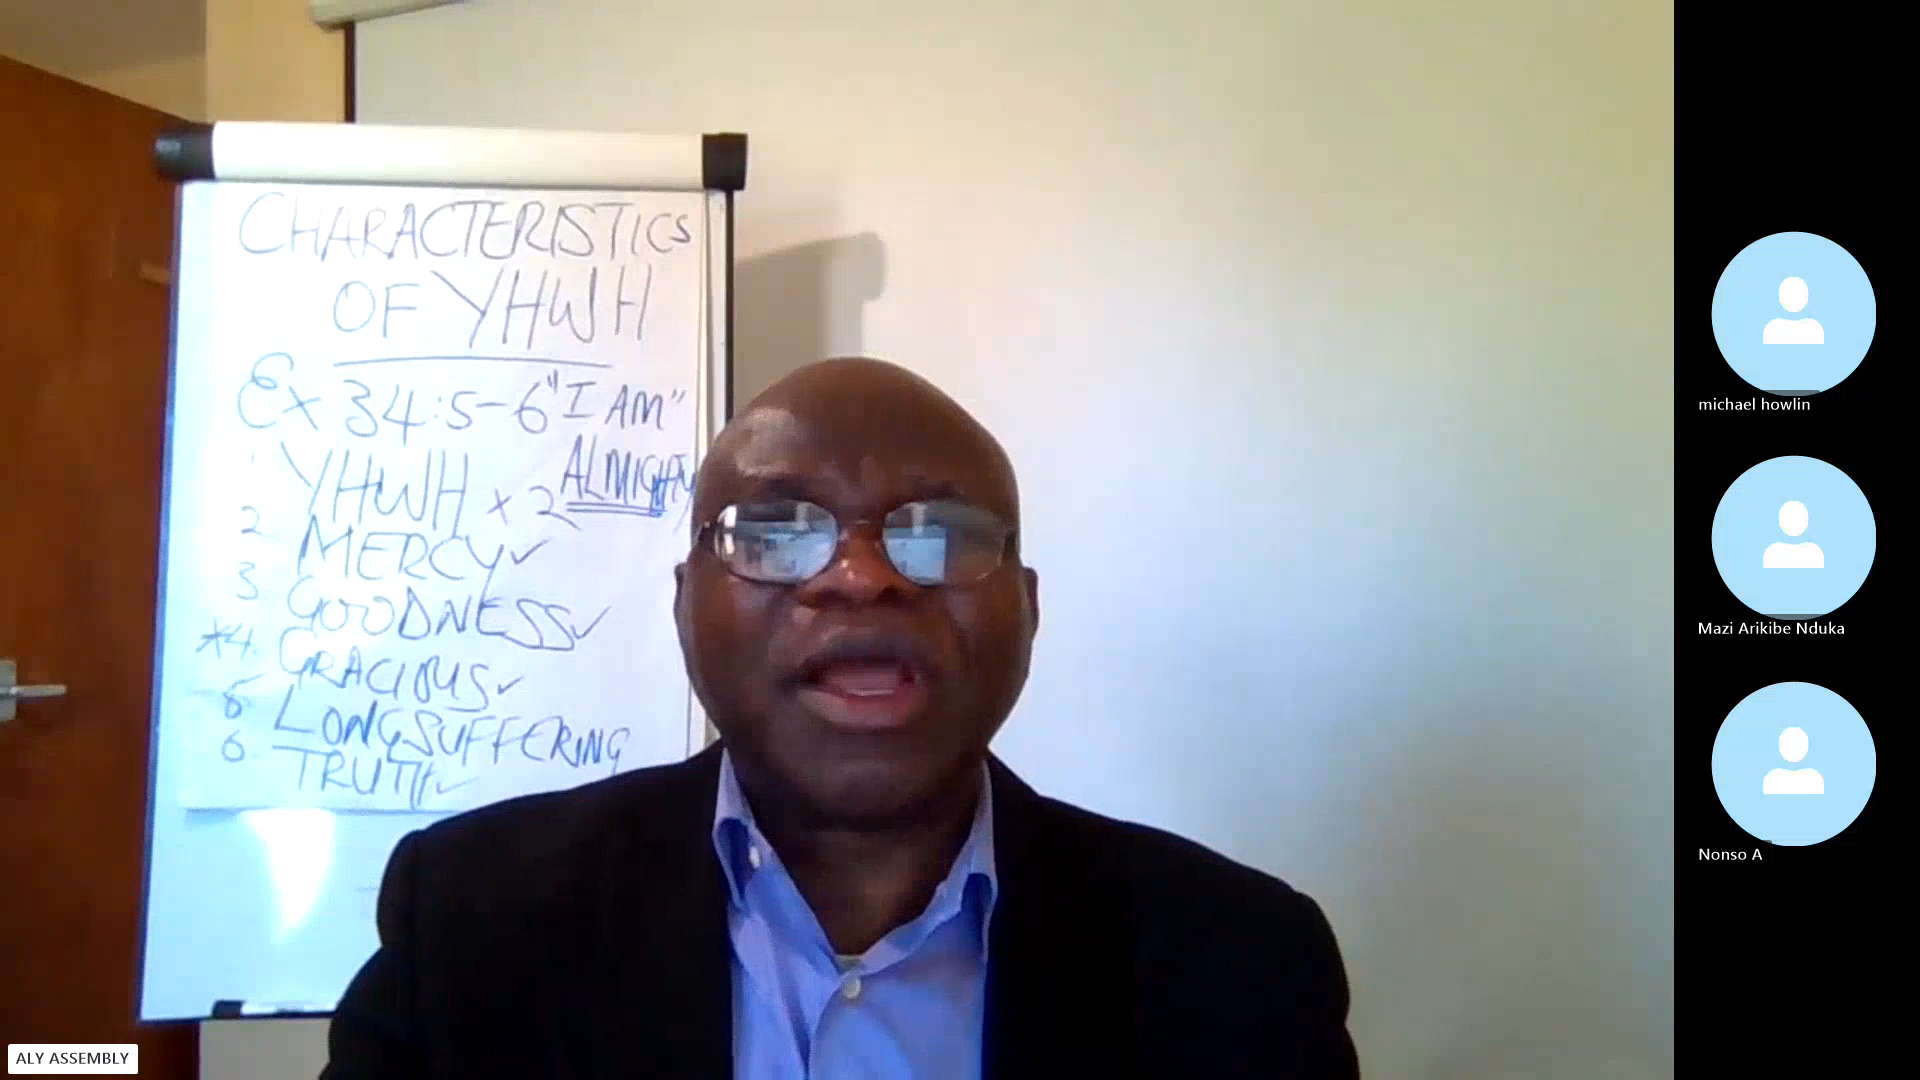 CHARACTERISTICS
OF YHWH
Ex 34:5-6 "I AM"
1 YHWH x 2 ALMIGHTY
2 MERCY
3 GOODNESS
*4. GRACIOUS
5 LONGSUFFERING
6 TRUTH
michael howlin
Mazi Arikibe Nduka
Nonso A
ALY ASSEMBLY